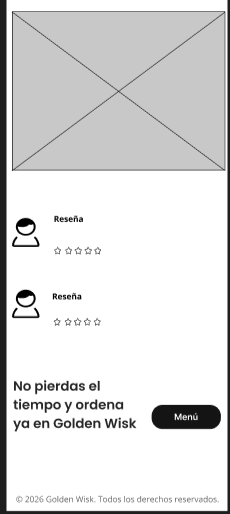 Reseña
Reseña
No pierdas el
tiempo y ordena
ya en Golden Wisk
Menú
© 2026 Golden Wisk. Todos los derechos reservados.